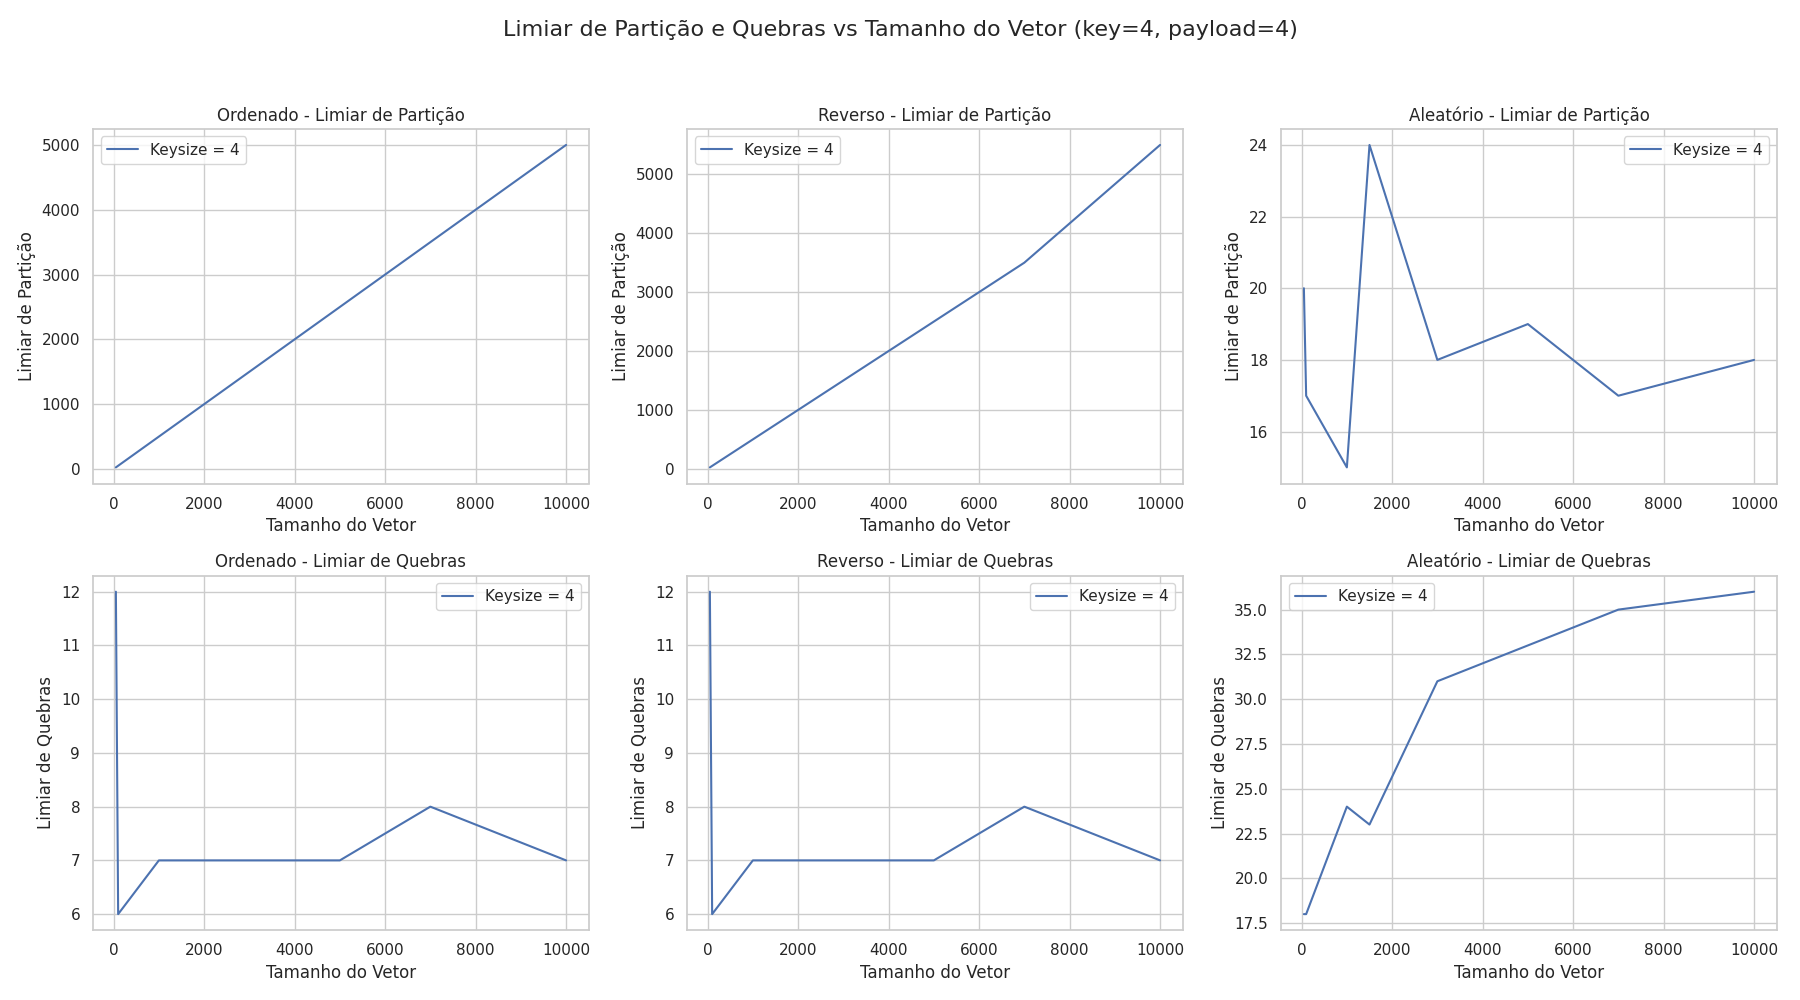 Limiar de Partição e Quebras vs Tamanho do Vetor (key=4, payload=4)
Ordenado - Limiar de Partição
Keysize = 4
5000
4000
3000
2000
1000
0
Limiar de Partição
0 2000 4000 6000 8000 10000
Tamanho do Vetor
Reverso - Limiar de Partição
Keysize = 4
5000
4000
3000
2000
1000
0
Limiar de Partição
0 2000 4000 6000 8000 10000
Tamanho do Vetor
Aleatório - Limiar de Partição
Keysize = 4
24
22
20
18
16
Limiar de Partição
0 2000 4000 6000 8000 10000
Tamanho do Vetor
Ordenado - Limiar de Quebras
Keysize = 4
12
11
10
9
8
7
6
Limiar de Quebras
0 2000 4000 6000 8000 10000
Tamanho do Vetor
Reverso - Limiar de Quebras
Keysize = 4
12
11
10
9
8
7
6
Limiar de Quebras
0 2000 4000 6000 8000 10000
Tamanho do Vetor
Aleatório - Limiar de Quebras
Keysize = 4
35.0
32.5
30.0
27.5
25.0
22.5
20.0
17.5
Limiar de Quebras
0 2000 4000 6000 8000 10000
Tamanho do Vetor